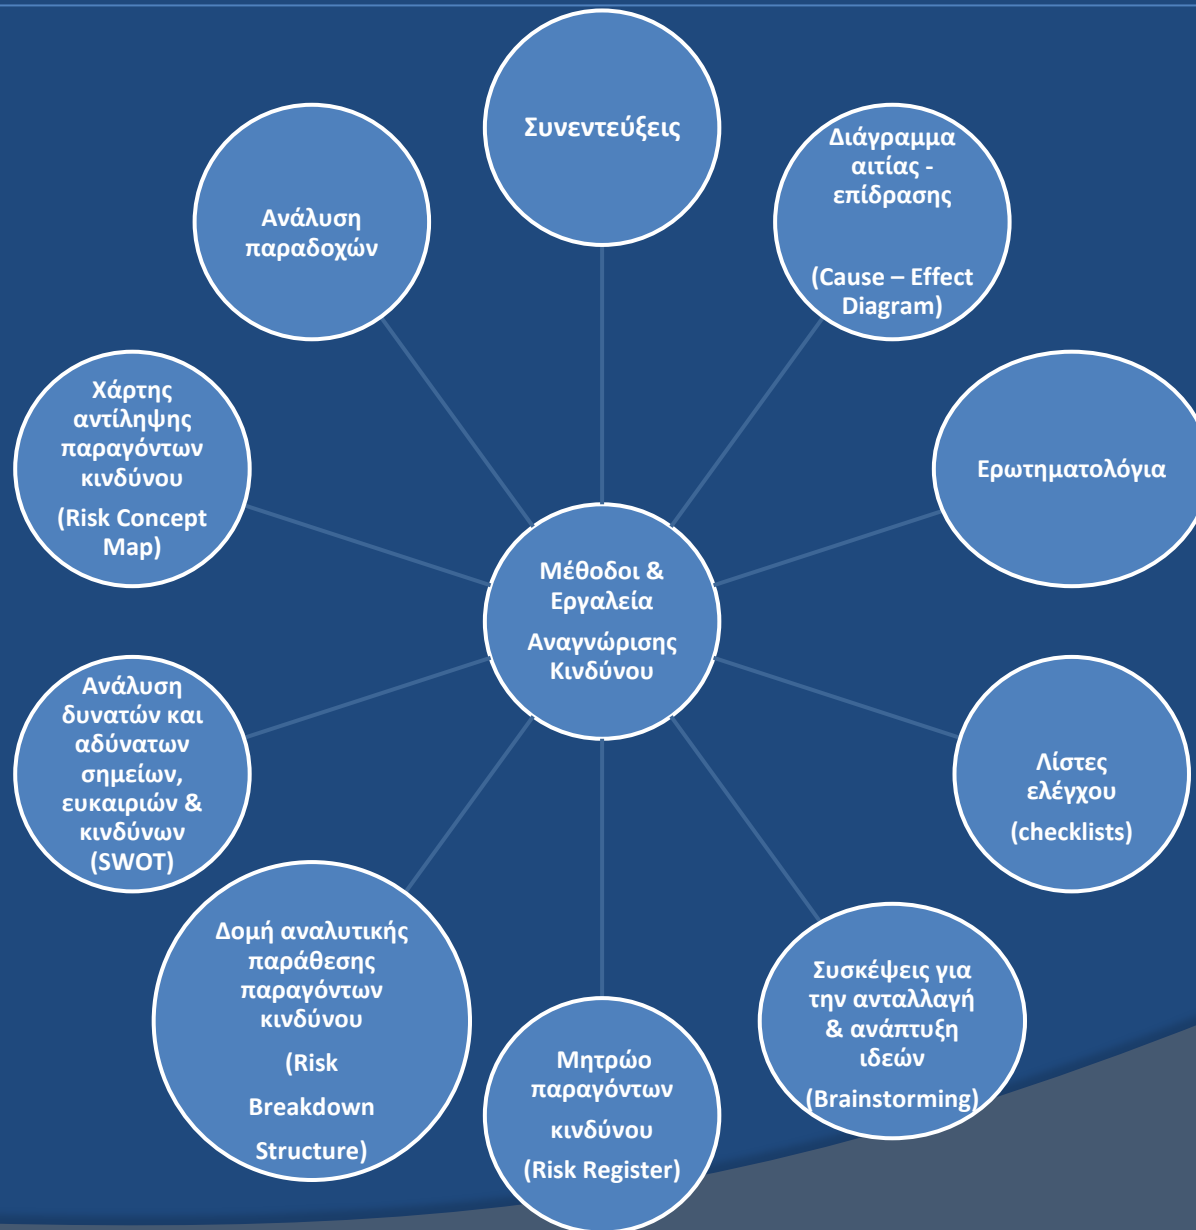 Συνεντεύξεις
Διάγραμμα
αιτίας -
επίδρασης
(Cause – Effect
Diagram)
Ερωτηματολόγια
Λίστες
ελέγχου
(checklists)
Συσκέψεις για
την ανταλλαγή
& ανάπτυξη
ιδεών
(Brainstorming)
Μητρώο
παραγόντων
κινδύνου
(Risk Register)
Δομή αναλυτικής
παράθεσης
παραγόντων
κινδύνου
(Risk
Breakdown
Structure)
Ανάλυση
δυνατών και
αδύνατων
σημείων,
ευκαιριών &
κινδύνων
(SWOT)
Χάρτης
αντίληψης
παραγόντων
κινδύνου
(Risk Concept
Map)
Ανάλυση
παραδοχών
Μέθοδοι &
Εργαλεία
Αναγνώρισης
Κινδύνου